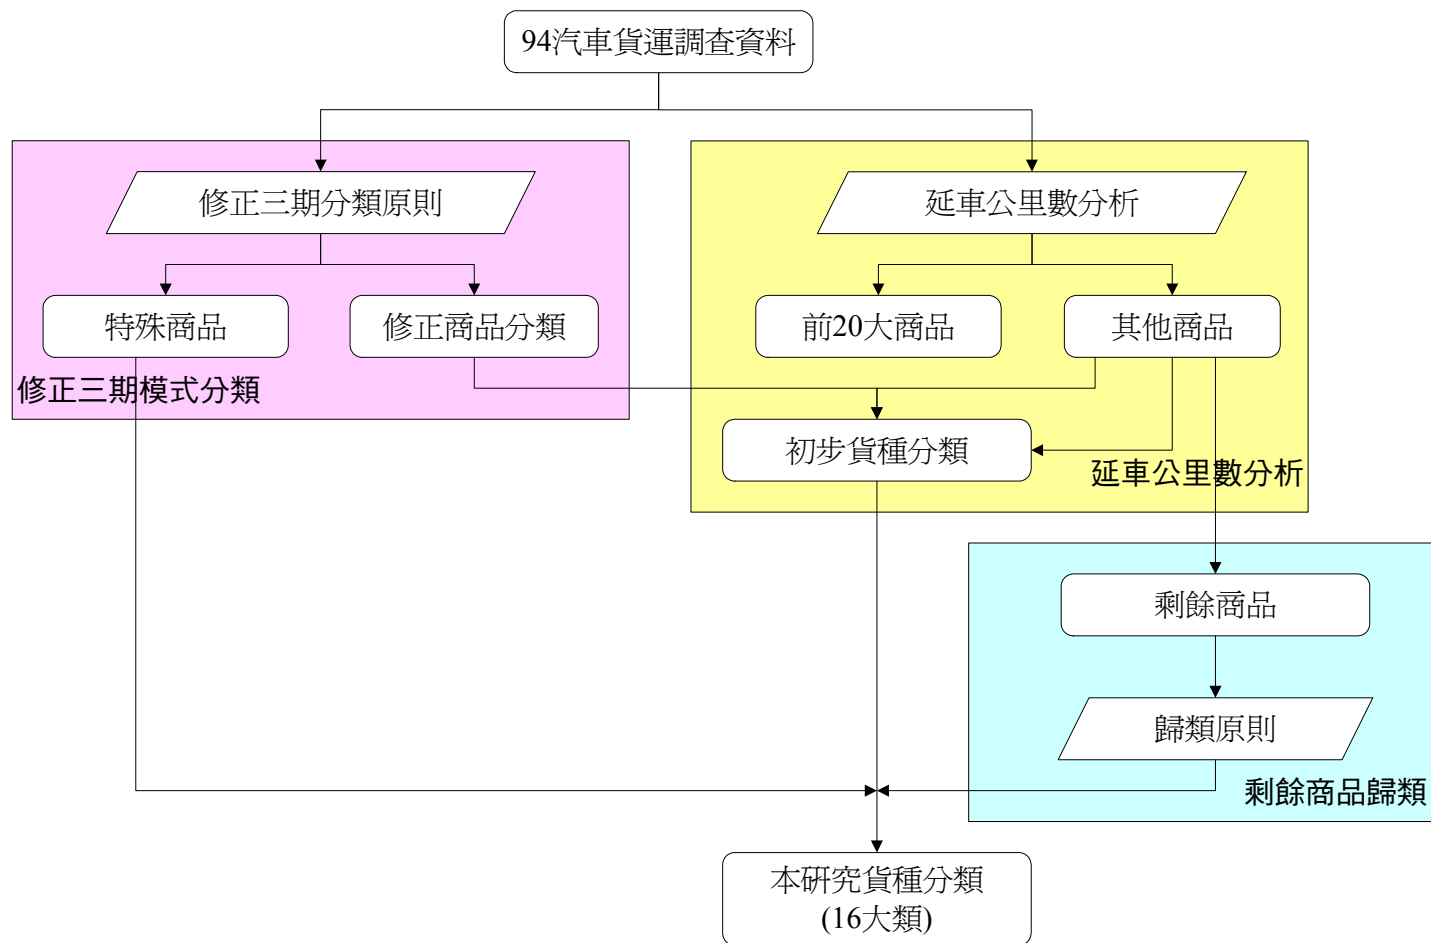 94汽車貨運調查資料
修正三期分類原則
延車公里數分析
特殊商品
修正商品分類
前20大商品
其他商品
修正三期模式分類
初步貨種分類
延車公里數分析
剩餘商品
歸類原則
剩餘商品歸類
本研究貨種分類
(16大類)